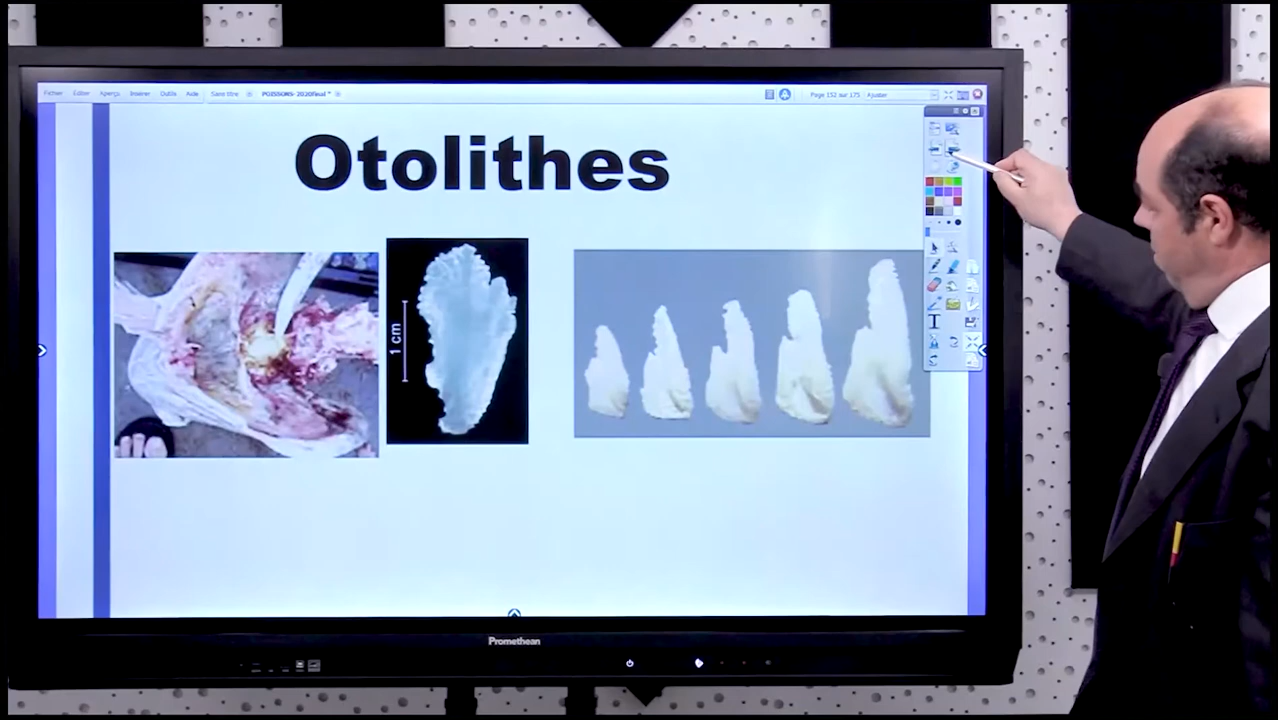 Fichier Editer Aperçu Insérer Outils Aide Sans titre POISSONS-2020final * Page 152 sur 175 Ajuster
Otolithes
1 cm
T
Promethean